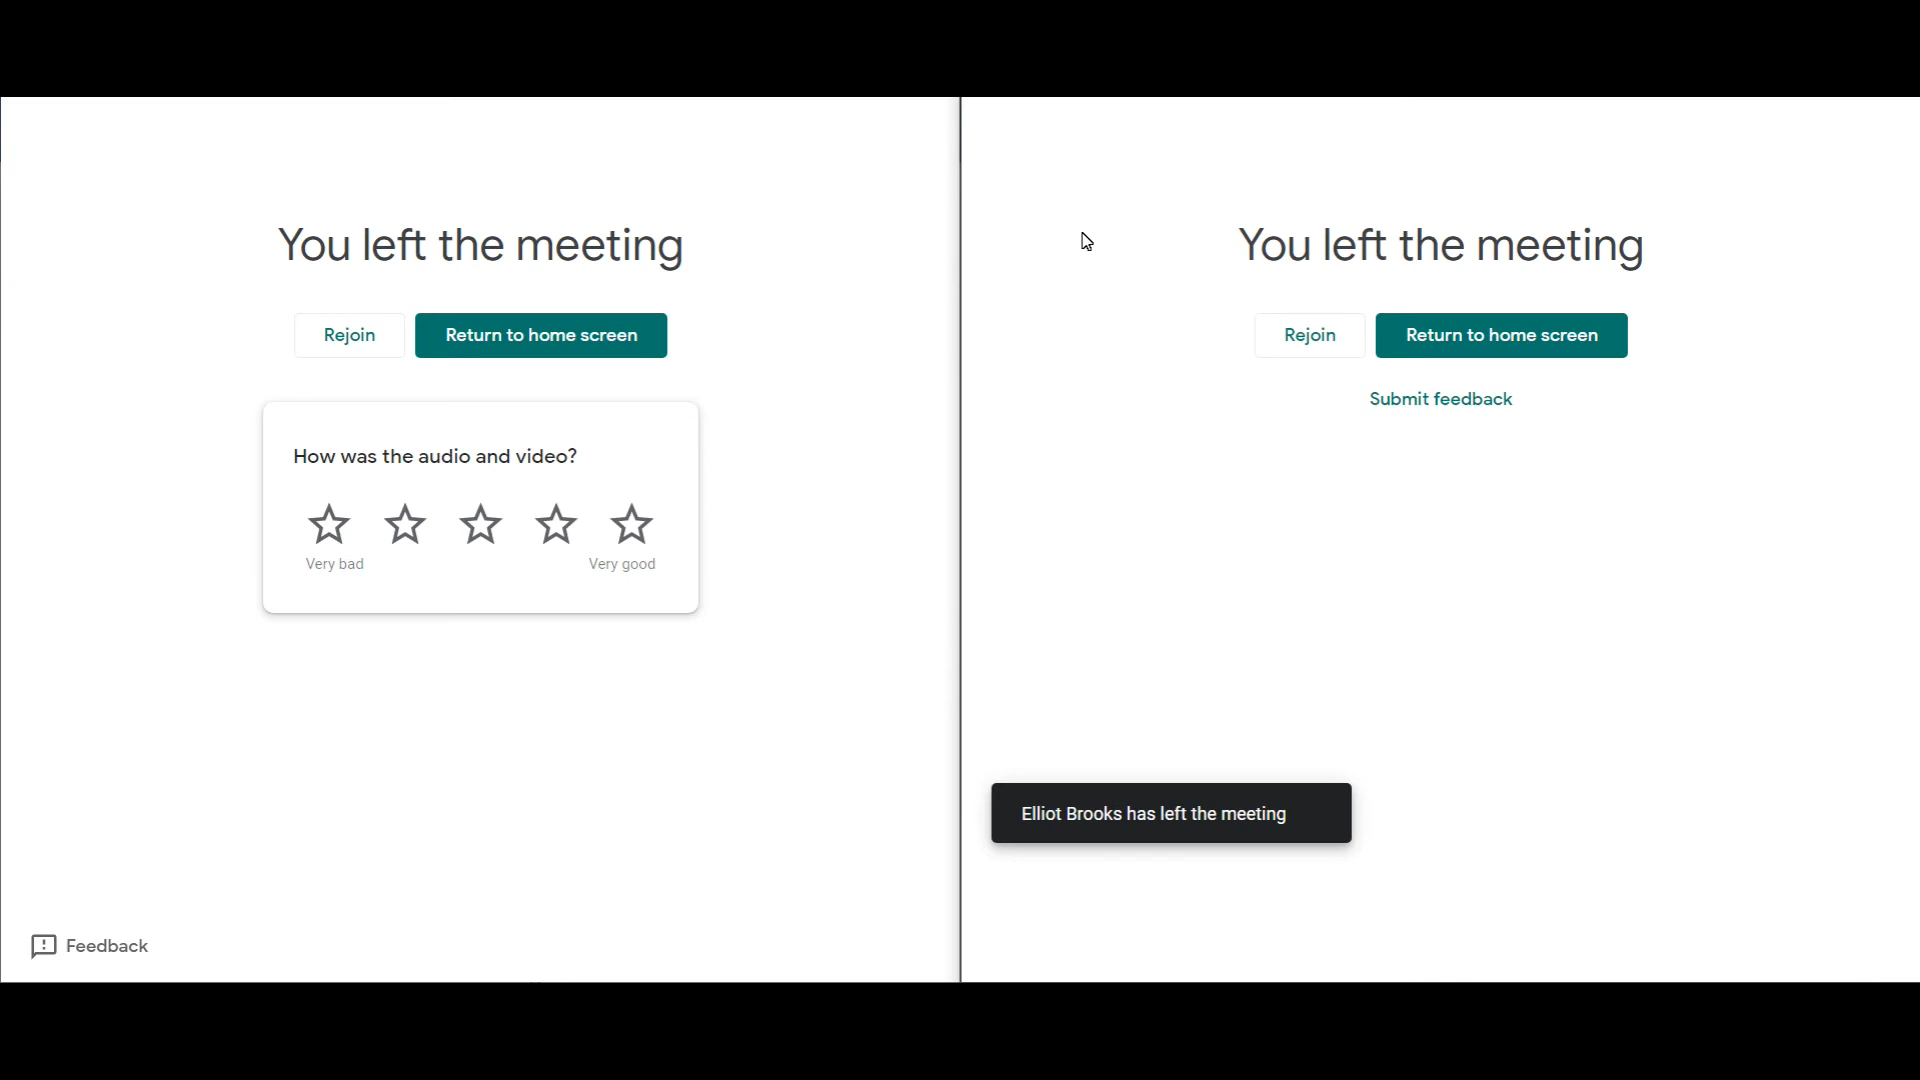 You left the meeting
Rejoin
Return to home screen
How was the audio and video?
Very bad
Very good
Feedback
You left the meeting
Rejoin
Return to home screen
Submit feedback
Elliot Brooks has left the meeting